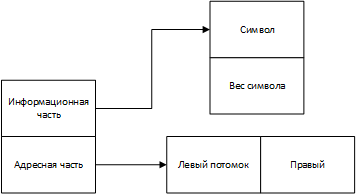 Символ
Вес символа
Информационная
часть
Адресная часть
Левый потомок
Правый